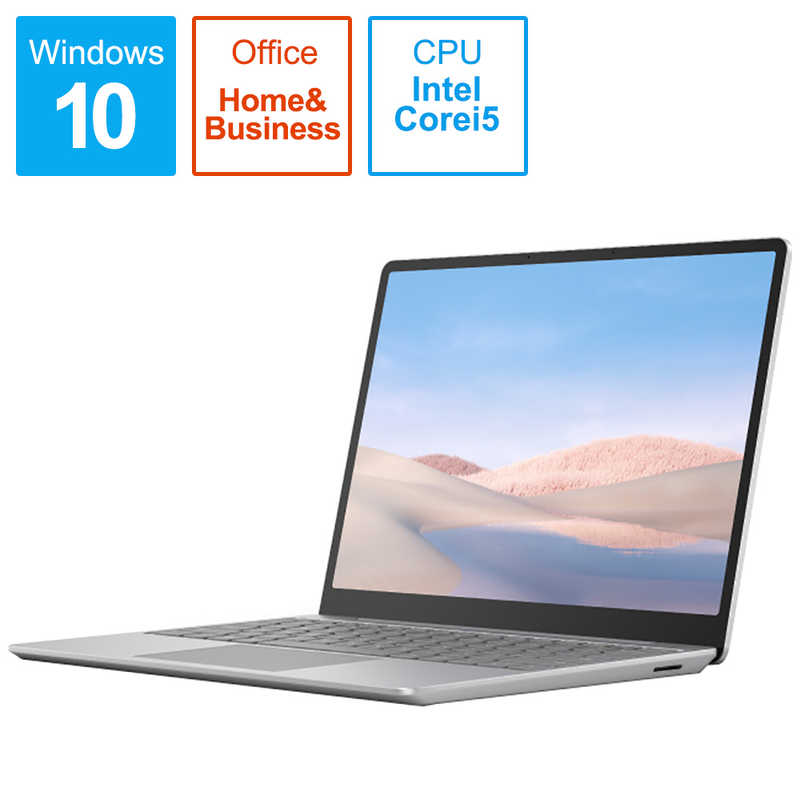 Windows
10
Office
Home&
Business
CPU
Intel
Corei5